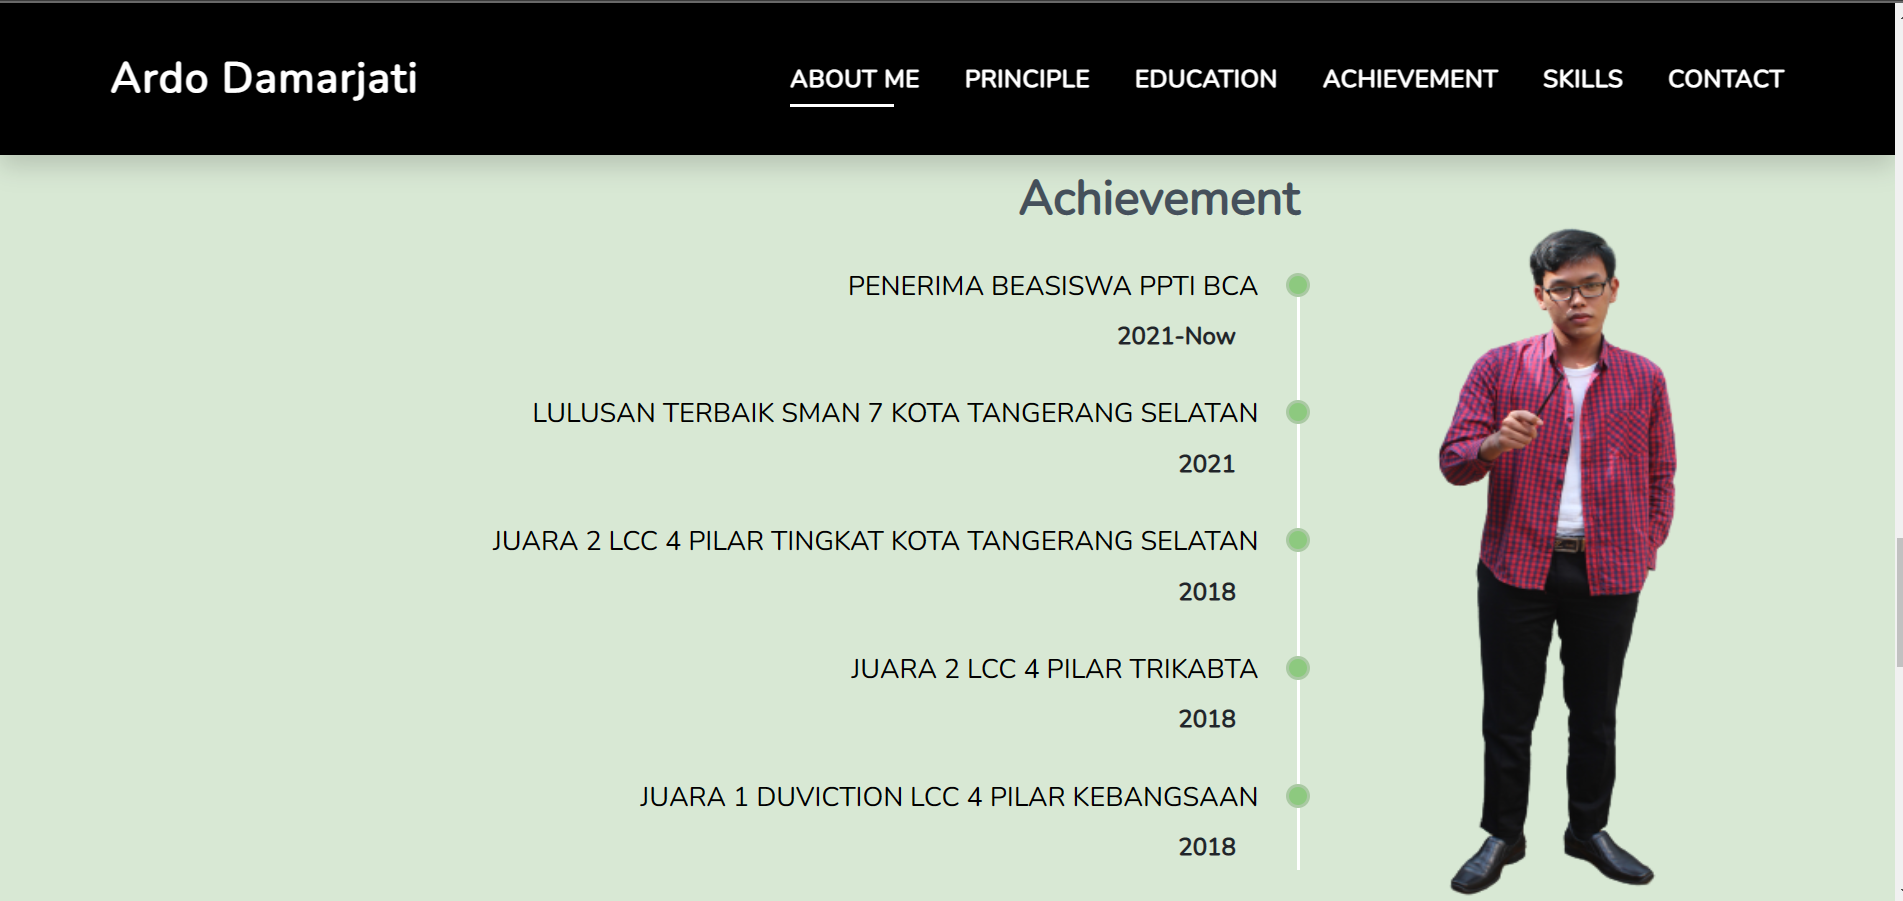 Ardo Damarjati
ABOUT ME PRINCIPLE EDUCATION ACHIEVEMENT SKILLS CONTACT
Achievement
PENERIMA BEASISWA PPTI BCA
2021-Now
LULUSAN TERBAIK SMAN 7 KOTA TANGERANG SELATAN
2021
JUARA 2 LCC 4 PILAR TINGKAT KOTA TANGERANG SELATAN
2018
JUARA 2 LCC 4 PILAR TRIKABTA
2018
JUARA 1 DUVICTION LCC 4 PILAR KEBANGSAAN
2018